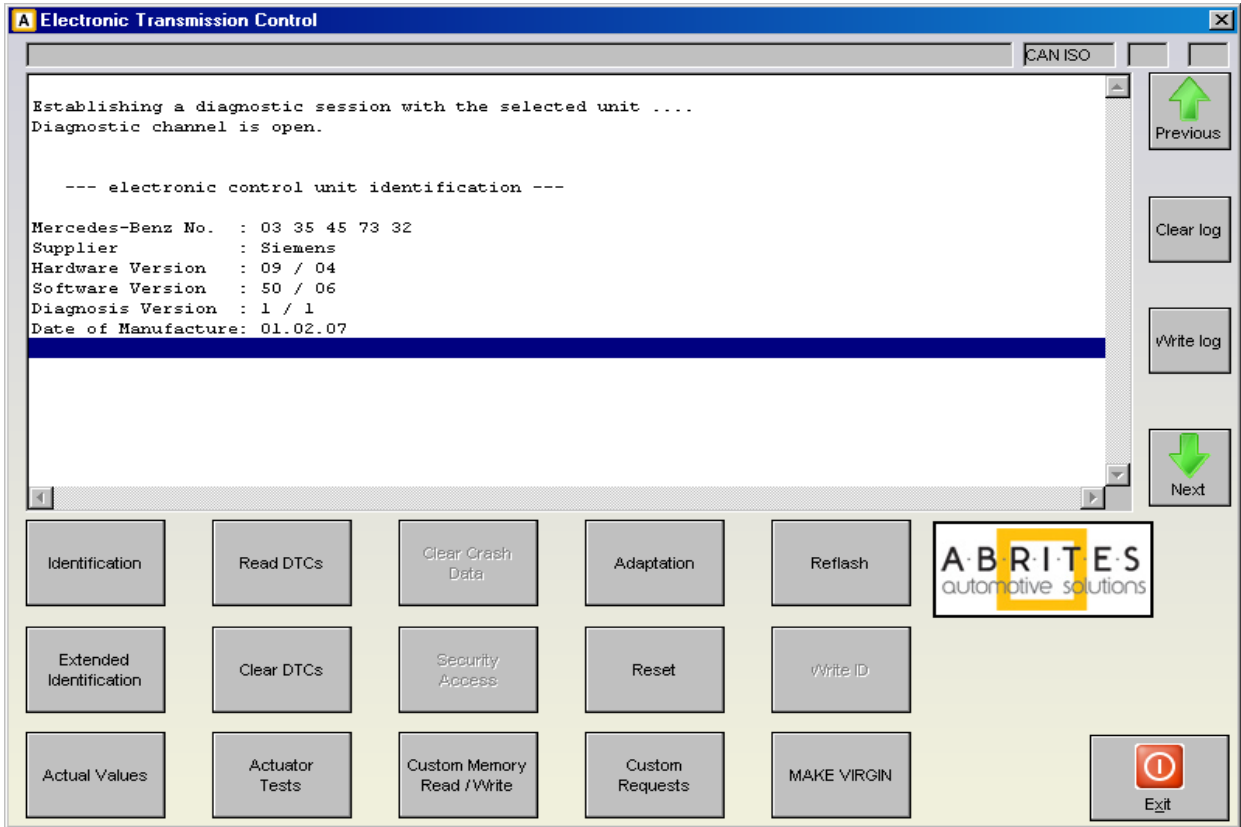 A Electronic Transmission Control
CAN ISO
Establishing a diagnostic session with the selected unit ....
Diagnostic channel is open.
--- electronic control unit identification ---
Mercedes-Benz No. : 03 35 45 73 32
Supplier : Siemens
Hardware Version : 09 / 04
Software Version : 50 / 06
Diagnosis Version : 1 / 1
Date of Manufacture: 01.02.07
Previous
Clear log
Write log
Next
Identification
Read DTCs
Clear Crash
Data
Adaptation
Reflash
A·B·R·I·T·E·S
automotive solutions
Extended
Identification
Clear DTCs
Security
Access
Reset
Write ID
Actual Values
Actuator
Tests
Custom Memory
Read / Write
Custom
Requests
MAKE VIRGIN
Exit